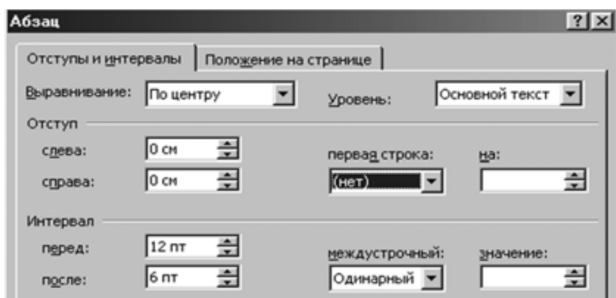 Абзац
Отступы и интервалы Положение на странице
Выравнивание: По центру Уровень: Основной текст
Отступ
слева: 0 см первая строка: на:
справа: 0 см (нет)
Интервал
перед: 12 пт междустрочный: значение:
после: 6 пт Одинарный